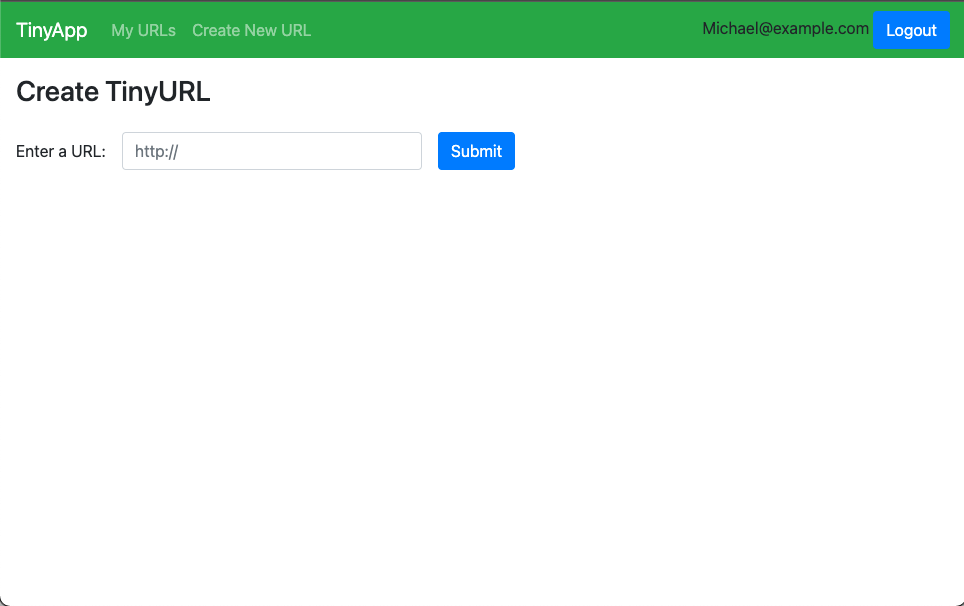 TinyApp My URLs Create New URL Michael@example.com Logout
Create TinyURL
Enter a URL: http:// Submit